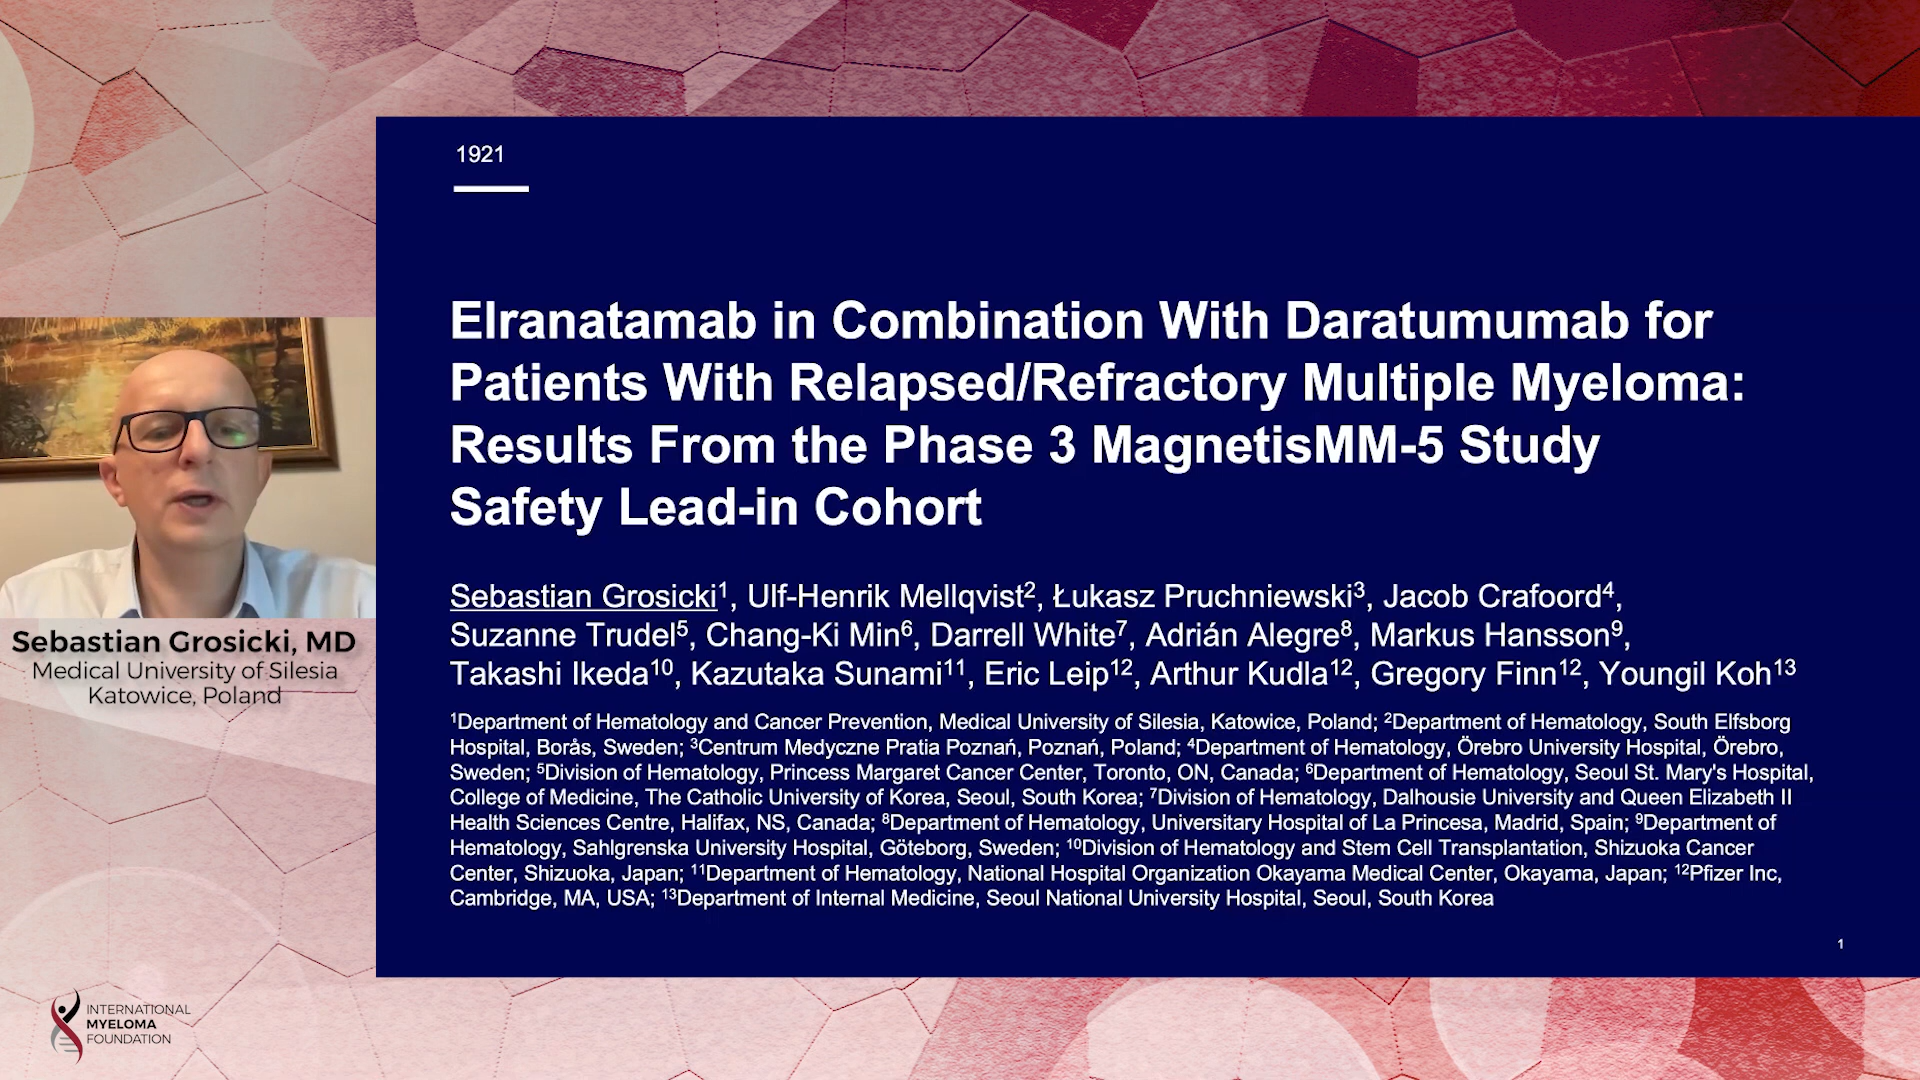 1921
Elranatamab in Combination With Daratumumab for
Patients With Relapsed/Refractory Multiple Myeloma:
Results From the Phase 3 MagnetisMM-5 Study
Safety Lead-in Cohort
Sebastian Grosicki¹, Ulf-Henrik Mellqvist², Łukasz Pruchniewski³, Jacob Crafoord⁴,
Suzanne Trudel⁵, Chang-Ki Min⁶, Darrell White⁷, Adrián Alegre⁸, Markus Hansson⁹,
Takashi Ikeda¹⁰, Kazutaka Sunami¹¹, Eric Leip¹², Arthur Kudla¹², Gregory Finn¹², Youngil Koh¹³
¹Department of Hematology and Cancer Prevention, Medical University of Silesia, Katowice, Poland; ²Department of Hematology, South Elfsborg
Hospital, Borås, Sweden; ³Centrum Medyczne Pratia Poznań, Poznań, Poland; ⁴Department of Hematology, Örebro University Hospital, Örebro,
Sweden; ⁵Division of Hematology, Princess Margaret Cancer Center, Toronto, ON, Canada; ⁶Department of Hematology, Seoul St. Mary's Hospital,
College of Medicine, The Catholic University of Korea, Seoul, South Korea; ⁷Division of Hematology, Dalhousie University and Queen Elizabeth II
Health Sciences Centre, Halifax, NS, Canada; ⁸Department of Hematology, Universitary Hospital of La Princesa, Madrid, Spain; ⁹Department of
Hematology, Sahlgrenska University Hospital, Göteborg, Sweden; ¹⁰Division of Hematology and Stem Cell Transplantation, Shizuoka Cancer
Center, Shizuoka, Japan; ¹¹Department of Hematology, National Hospital Organization Okayama Medical Center, Okayama, Japan; ¹²Pfizer Inc,
Cambridge, MA, USA; ¹³Department of Internal Medicine, Seoul National University Hospital, Seoul, South Korea
1
Sebastian Grosicki, MD
Medical University of Silesia
Katowice, Poland
INTERNATIONAL
MYELOMA
FOUNDATION